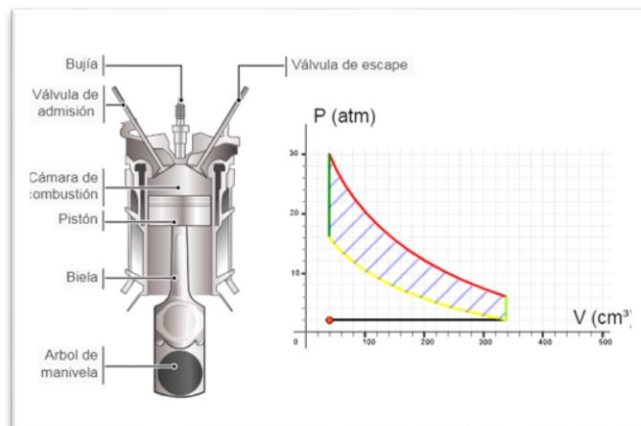 Bujía
Válvula de escape
Válvula de
admisión
Cámara de
combustión
Pistón
Biela
Arbol de
manivela
P (atm)
30
20
10
V (cm³)
0
100
200
300
400
500